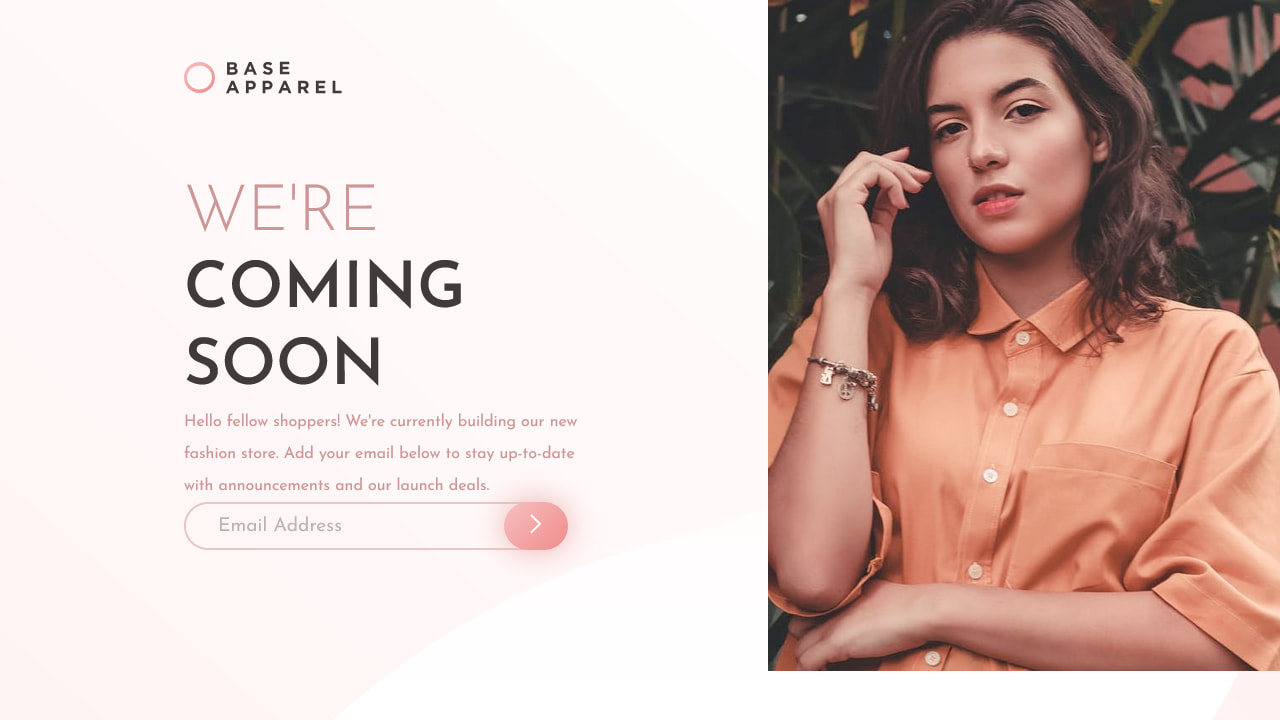 BASE
APPAREL
WE'RE
COMING
SOON
Hello fellow shoppers! We're currently building our new
fashion store. Add your email below to stay up-to-date
with announcements and our launch deals.
Email Address